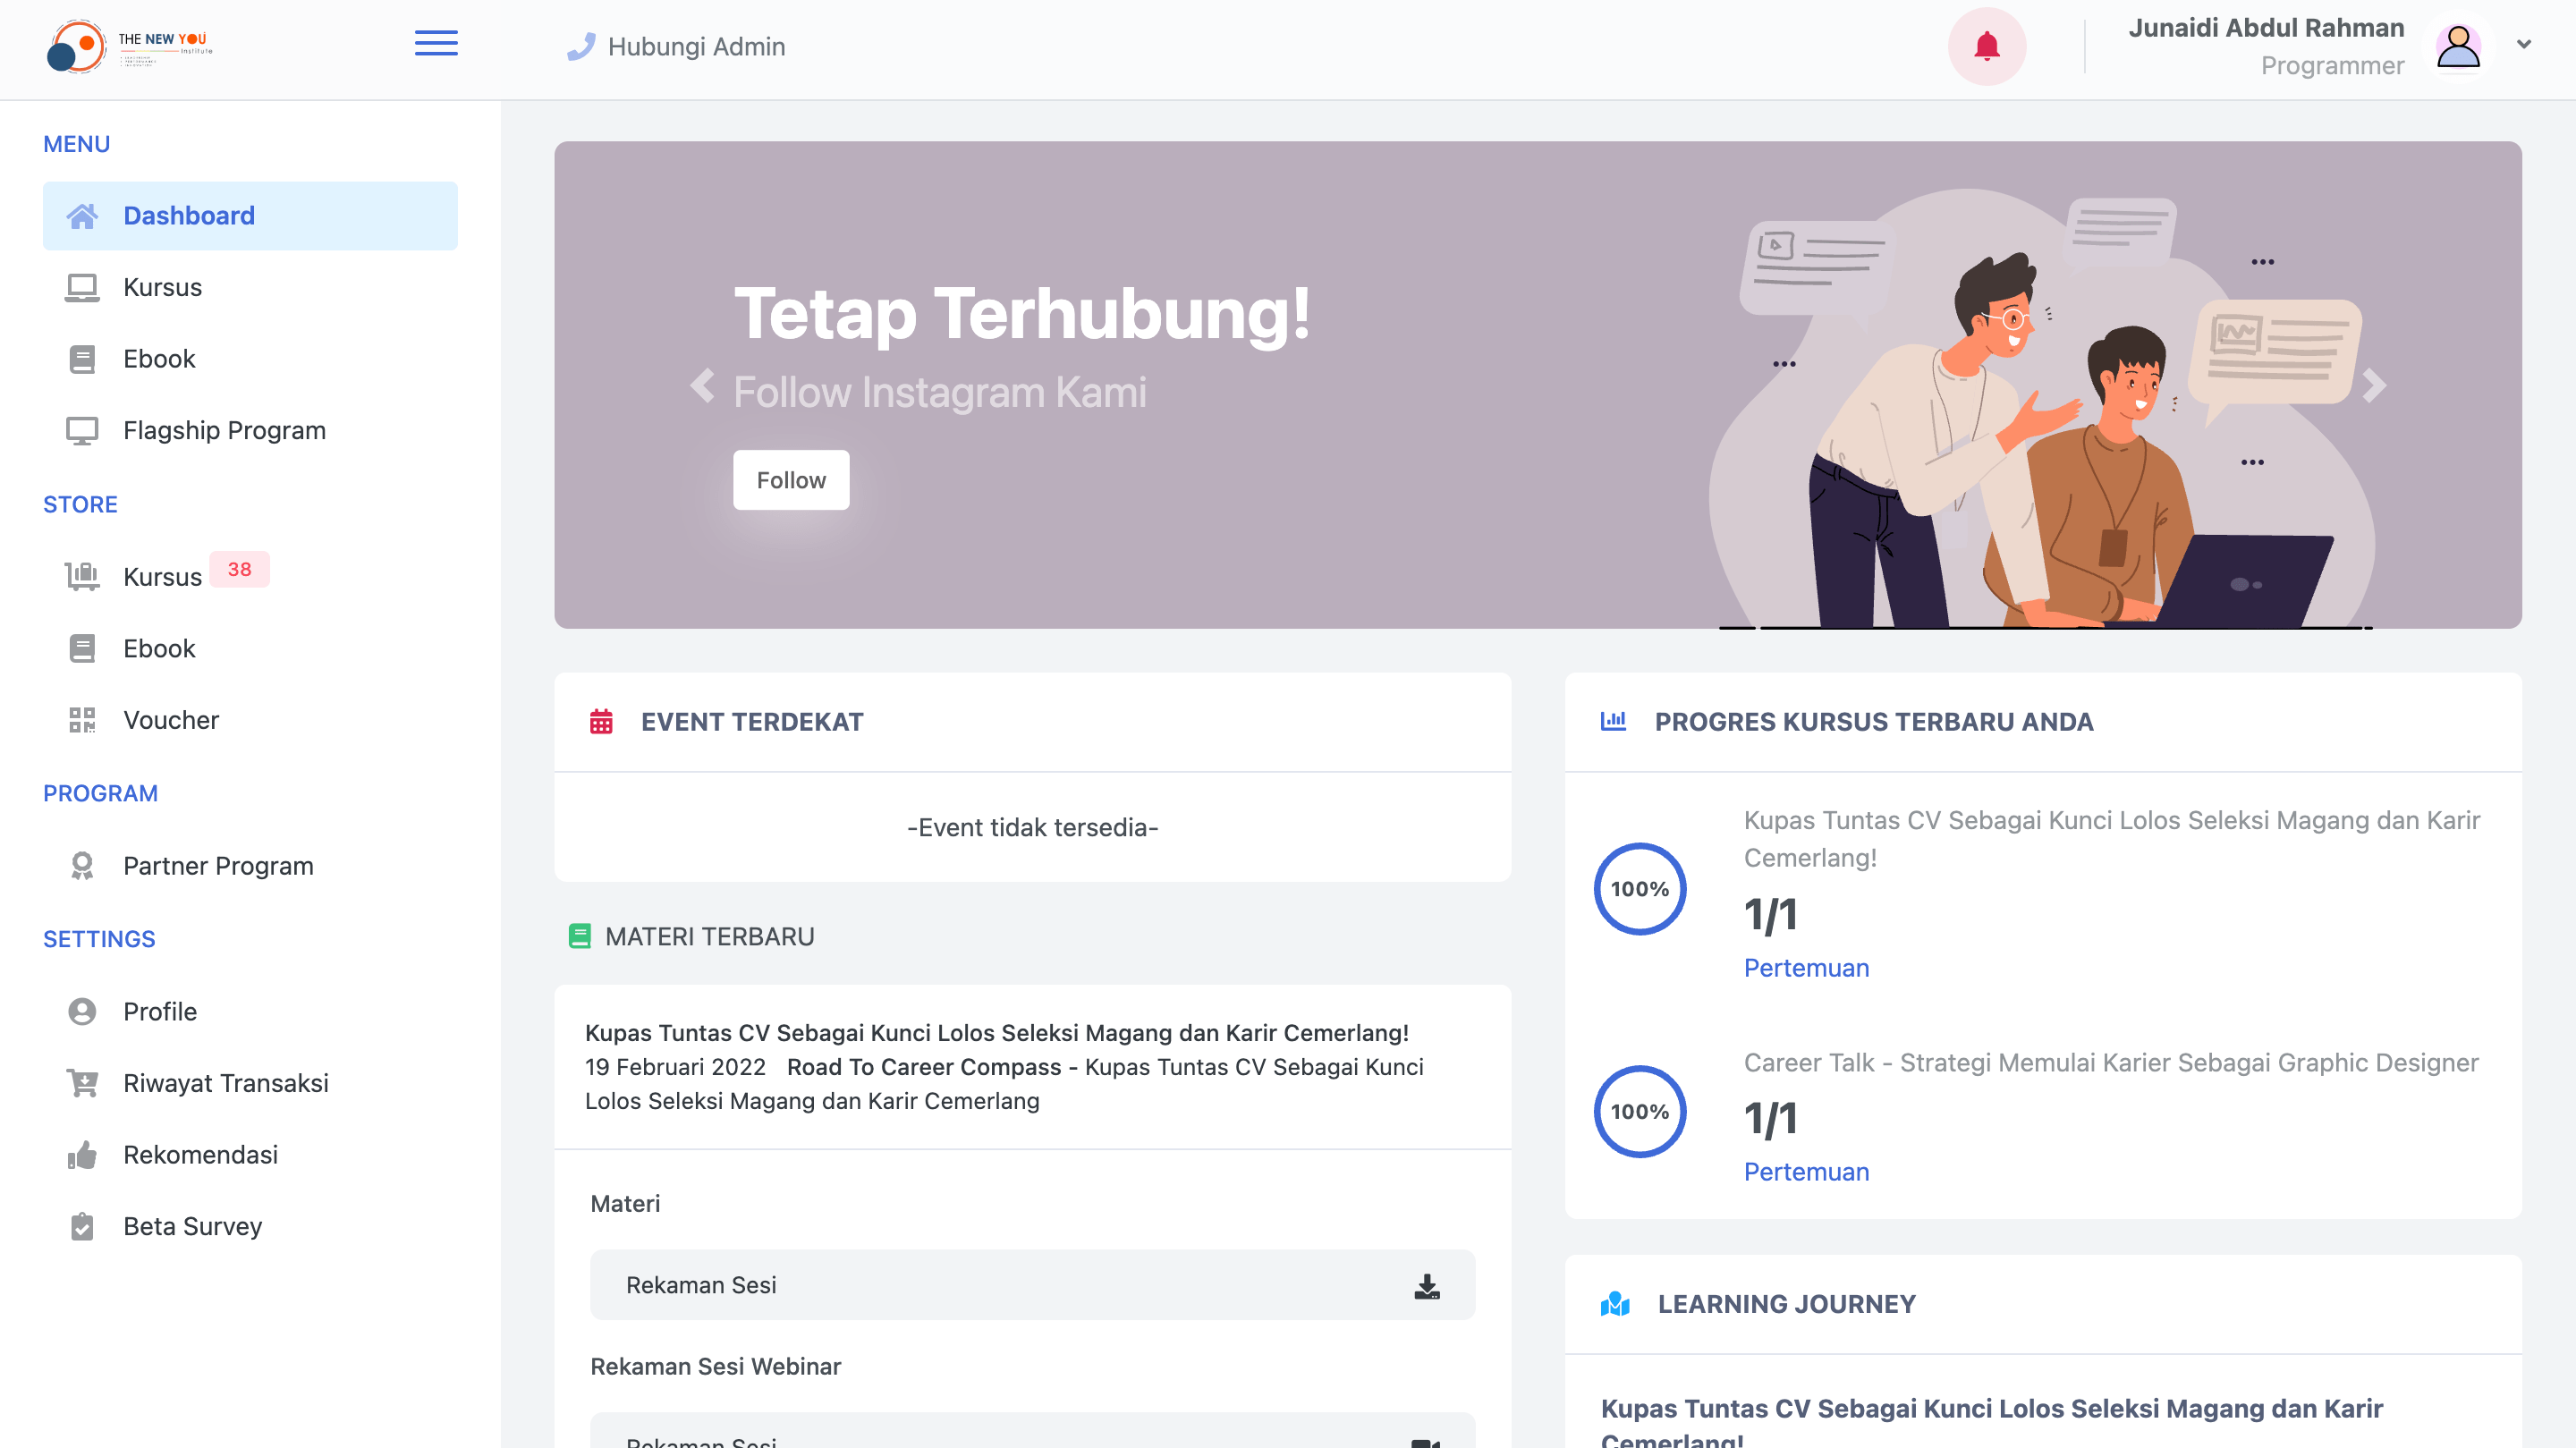 THE NEW YOU
Institute
Hubungi Admin
Junaidi Abdul Rahman
Programmer
MENU
Dashboard
Kursus
Ebook
Flagship Program
STORE
Kursus 38
Ebook
Voucher
PROGRAM
Partner Program
SETTINGS
Profile
Riwayat Transaksi
Rekomendasi
Beta Survey
Tetap Terhubung!
Follow Instagram Kami
Follow
EVENT TERDEKAT
-Event tidak tersedia-
MATERI TERBARU
Kupas Tuntas CV Sebagai Kunci Lolos Seleksi Magang dan Karir Cemerlang!
19 Februari 2022 Road To Career Compass - Kupas Tuntas CV Sebagai Kunci
Lolos Seleksi Magang dan Karir Cemerlang
Materi
Rekaman Sesi
Rekaman Sesi Webinar
Rekaman Sesi
PROGRES KURSUS TERBARU ANDA
100%
Kupas Tuntas CV Sebagai Kunci Lolos Seleksi Magang dan Karir
Cemerlang!
1/1
Pertemuan
100%
Career Talk - Strategi Memulai Karier Sebagai Graphic Designer
1/1
Pertemuan
LEARNING JOURNEY
Kupas Tuntas CV Sebagai Kunci Lolos Seleksi Magang dan Karir
Cemerlang!